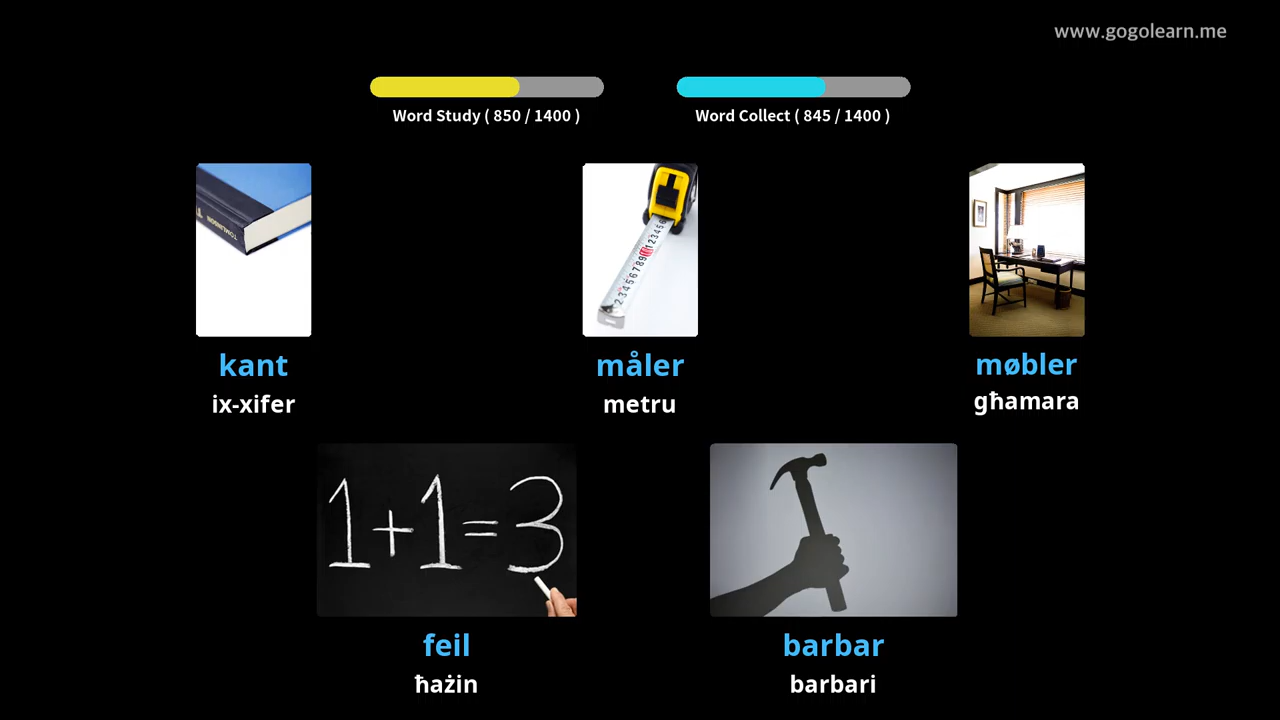 www.gogolearn.me
Word Study ( 850 / 1400 )
Word Collect ( 845 / 1400 )
TOMLINSON
kant
ix-xifer
måler
metru
møbler
għamara
1+1=3
feil
ħażin
barbar
barbari